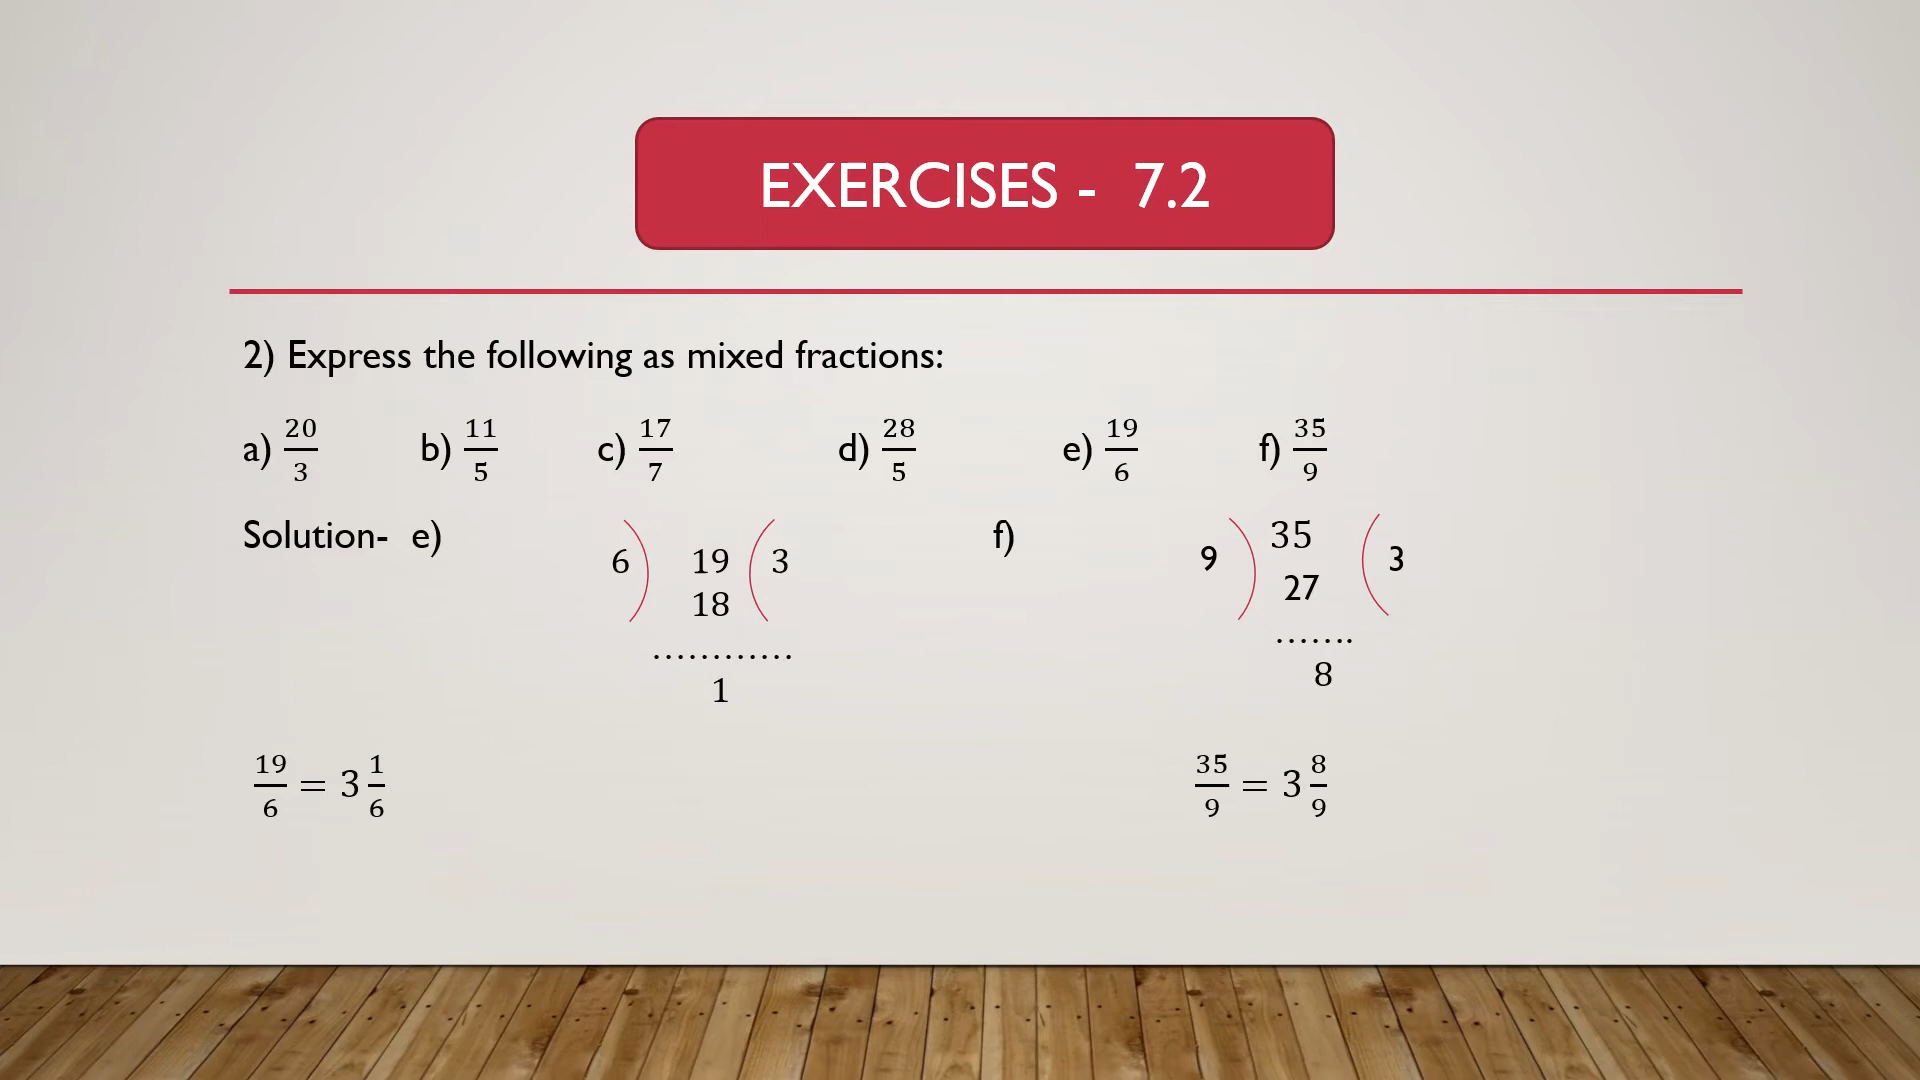 EXERCISES - 7.2
2) Express the following as mixed fractions:
a) 20/3 b) 11/5 c) 17/7 d) 28/5 e) 19/6 f) 35/9
Solution- e) 6 ) 19 ( 3 f) 9 ) 35 ( 3
18 27
............ .......
1 8
19/6 = 3 1/6 35/9 = 3 8/9